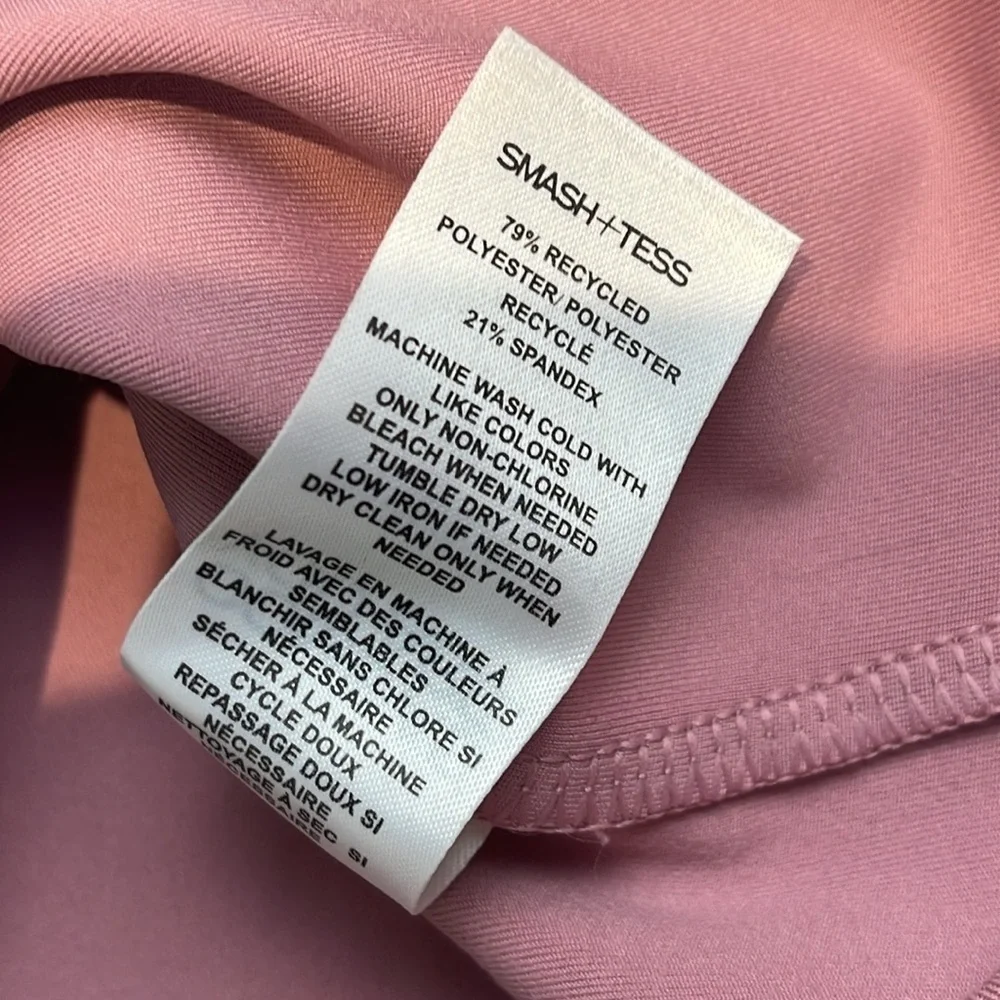 SMASH+TESS
79% RECYCLED
POLYESTER/ POLYESTER
RECYCLÉ
21% SPANDEX
MACHINE WASH COLD WITH
LIKE COLORS
ONLY NON-CHLORINE
BLEACH WHEN NEEDED
TUMBLE DRY LOW
LOW IRON IF NEEDED
DRY CLEAN ONLY WHEN
NEEDED
LAVAGE EN MACHINE À
FROID AVEC DES COULEURS
SEMBLABLES
BLANCHIR SANS CHLORE SI
NÉCESSAIRE
SÉCHER À LA MACHINE
CYCLE DOUX
REPASSAGE DOUX SI
NÉCESSAIRE
NETTOYAGE À SEC SI